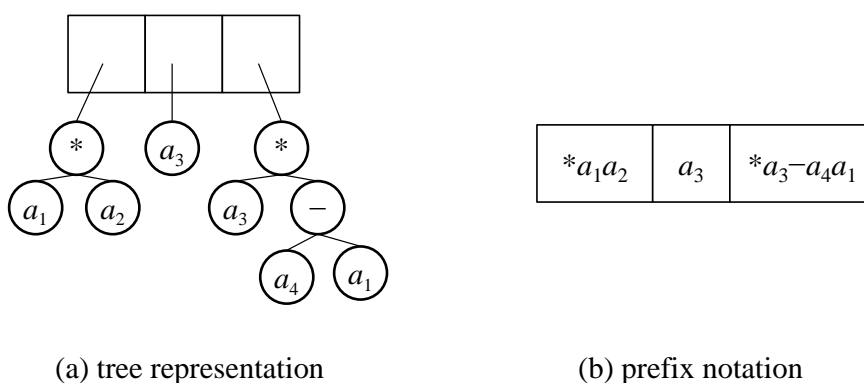 * a₃ *
a₁ a₂ a₃ −
a₄ a₁
*a₁a₂ a₃ *a₃−a₄a₁
(a) tree representation
(b) prefix notation